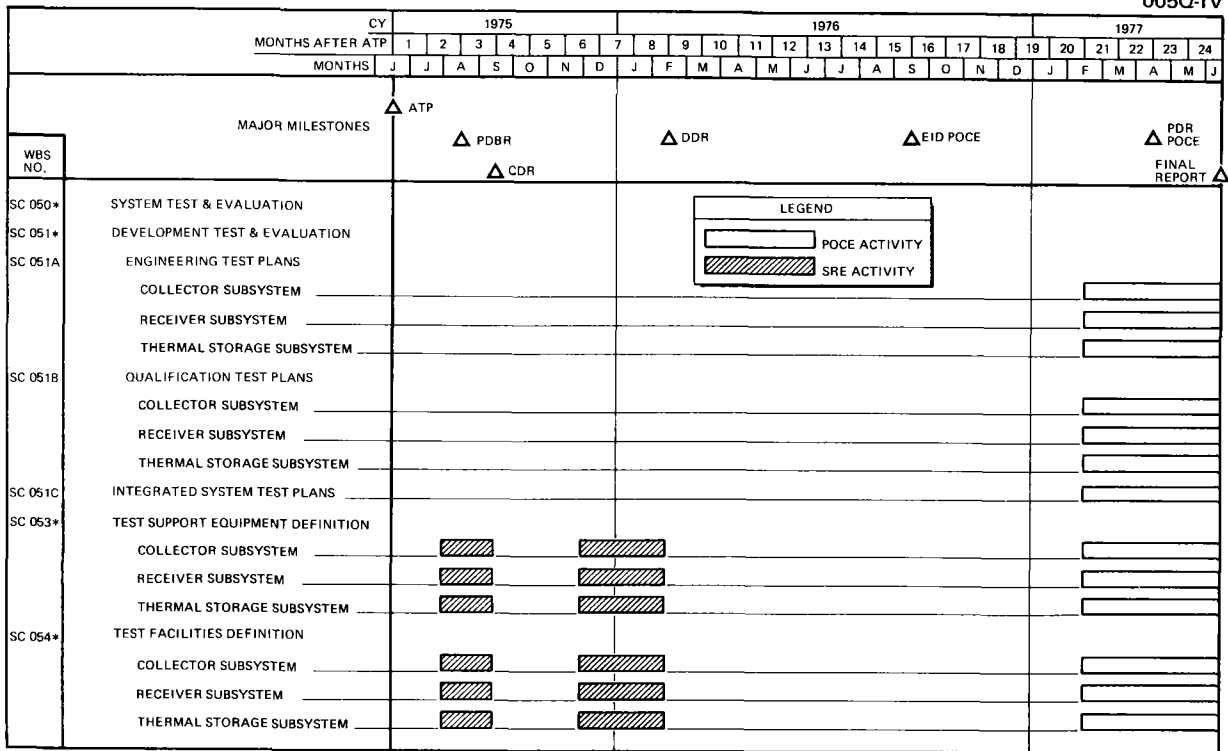 005Q-TV
CY 1975 1976 1977
MONTHS AFTER ATP 1 2 3 4 5 6 7 8 9 10 11 12 13 14 15 16 17 18 19 20 21 22 23 24
MONTHS J J A S O N D J F M A M J J A S O N D J F M A M J
ATP
MAJOR MILESTONES
PDBR
DDR
EID POCE
PDR
POCE
CDR
FINAL
REPORT
WBS
NO.
SC 050* SYSTEM TEST & EVALUATION
LEGEND
POCE ACTIVITY
SRE ACTIVITY
SC 051* DEVELOPMENT TEST & EVALUATION
SC 051A ENGINEERING TEST PLANS
COLLECTOR SUBSYSTEM
RECEIVER SUBSYSTEM
THERMAL STORAGE SUBSYSTEM
SC 051B QUALIFICATION TEST PLANS
COLLECTOR SUBSYSTEM
RECEIVER SUBSYSTEM
THERMAL STORAGE SUBSYSTEM
SC 051C INTEGRATED SYSTEM TEST PLANS
SC 053* TEST SUPPORT EQUIPMENT DEFINITION
COLLECTOR SUBSYSTEM
RECEIVER SUBSYSTEM
THERMAL STORAGE SUBSYSTEM
SC 054* TEST FACILITIES DEFINITION
COLLECTOR SUBSYSTEM
RECEIVER SUBSYSTEM
THERMAL STORAGE SUBSYSTEM